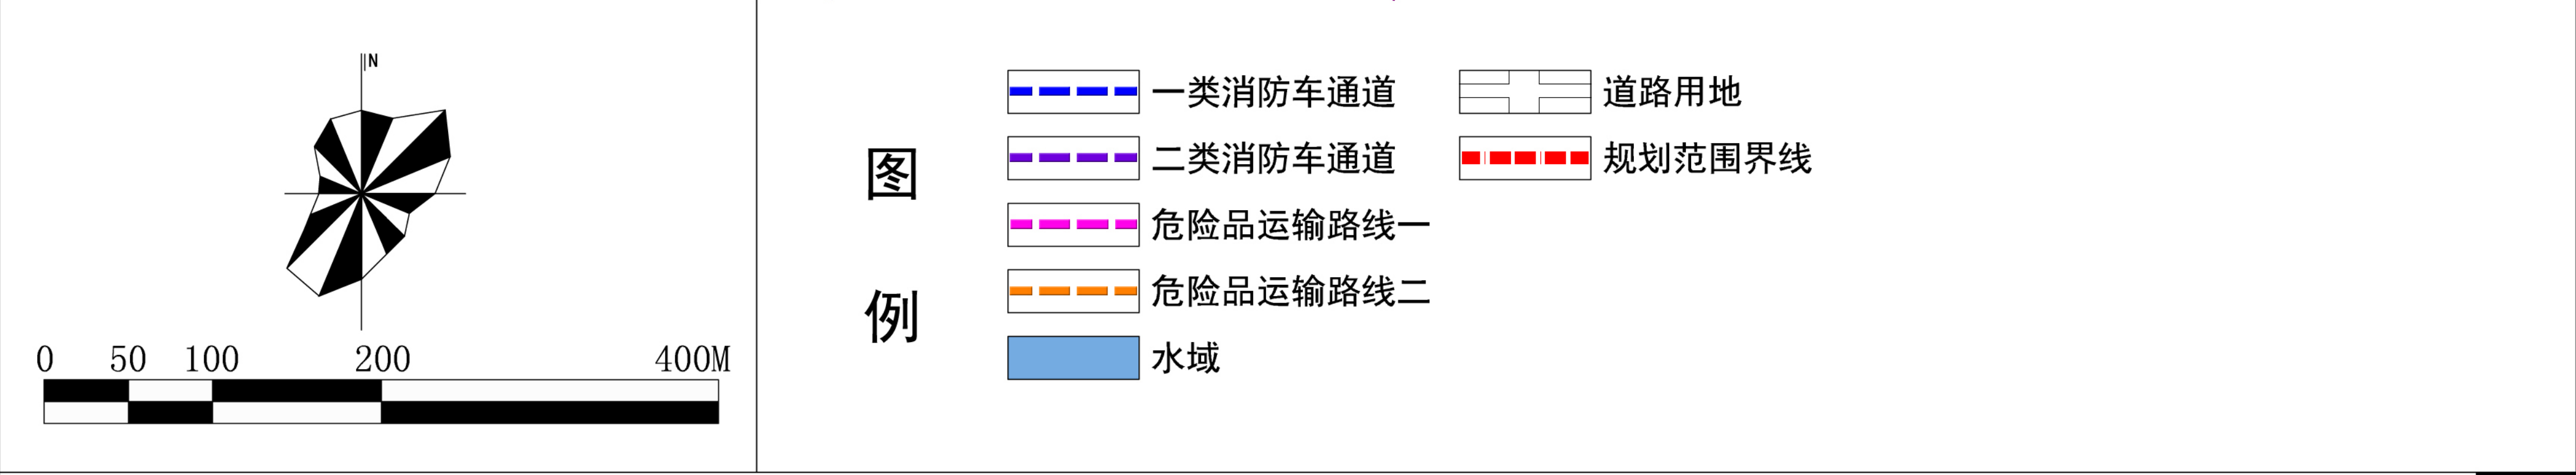 N
0 50 100 200 400M
图例
一类消防车通道
二类消防车通道
危险品运输路线一
危险品运输路线二
水域
道路用地
规划范围界线